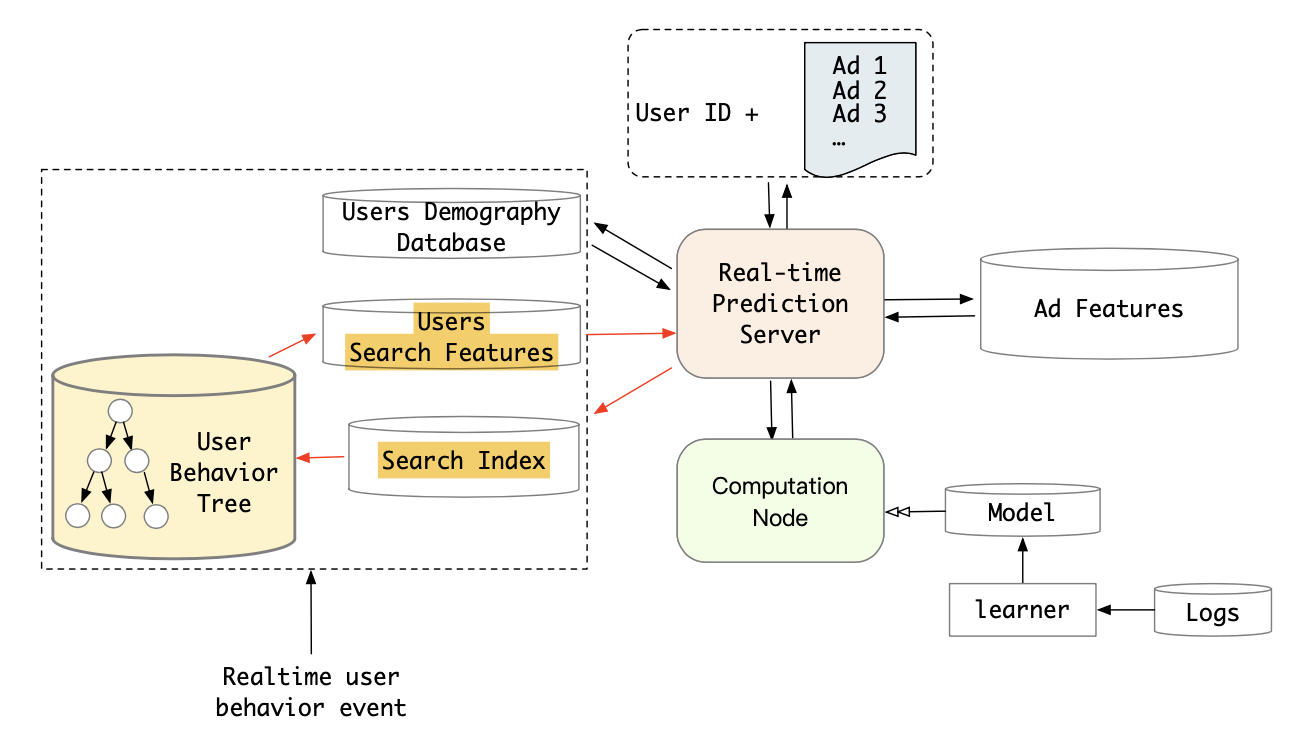 Ad 1
Ad 2
Ad 3
…
User ID +
Users Demography
Database
Real-time
Prediction
Server
Ad Features
Users
Search Features
User
Behavior
Tree
Search Index
Computation
Node
Model
learner
Logs
Realtime user
behavior event